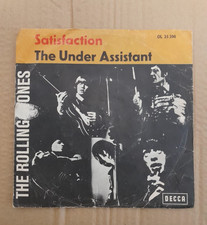 Satisfaction
The Under Assistant
THE ROLLING STONES
DECCA